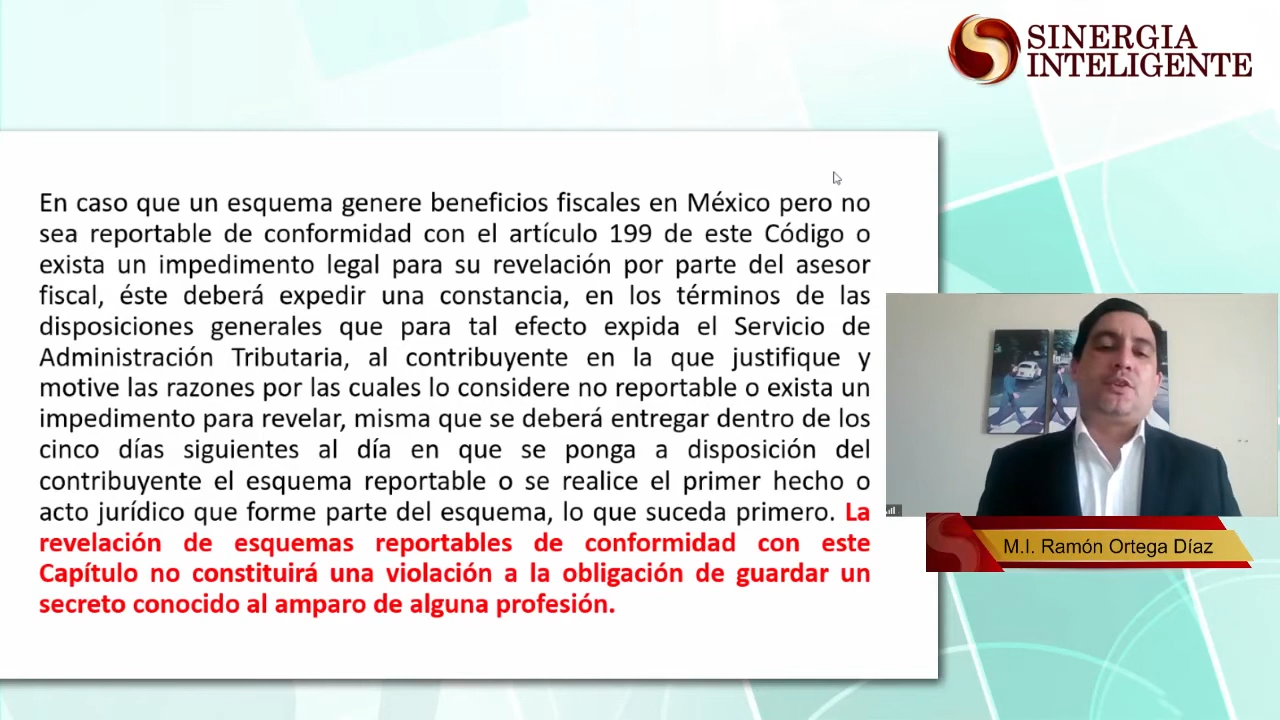 SINERGIA
INTELIGENTE
En caso que un esquema genere beneficios fiscales en México pero no
sea reportable de conformidad con el artículo 199 de este Código o
exista un impedimento legal para su revelación por parte del asesor
fiscal, éste deberá expedir una constancia, en los términos de las
disposiciones generales que para tal efecto expida el Servicio de
Administración Tributaria, al contribuyente en la que justifique y
motive las razones por las cuales lo considere no reportable o exista un
impedimento para revelar, misma que se deberá entregar dentro de los
cinco días siguientes al día en que se ponga a disposición del
contribuyente el esquema reportable o se realice el primer hecho o
acto jurídico que forme parte del esquema, lo que suceda primero. La
revelación de esquemas reportables de conformidad con este
Capítulo no constituirá una violación a la obligación de guardar un
secreto conocido al amparo de alguna profesión.
M.I. Ramón Ortega Díaz